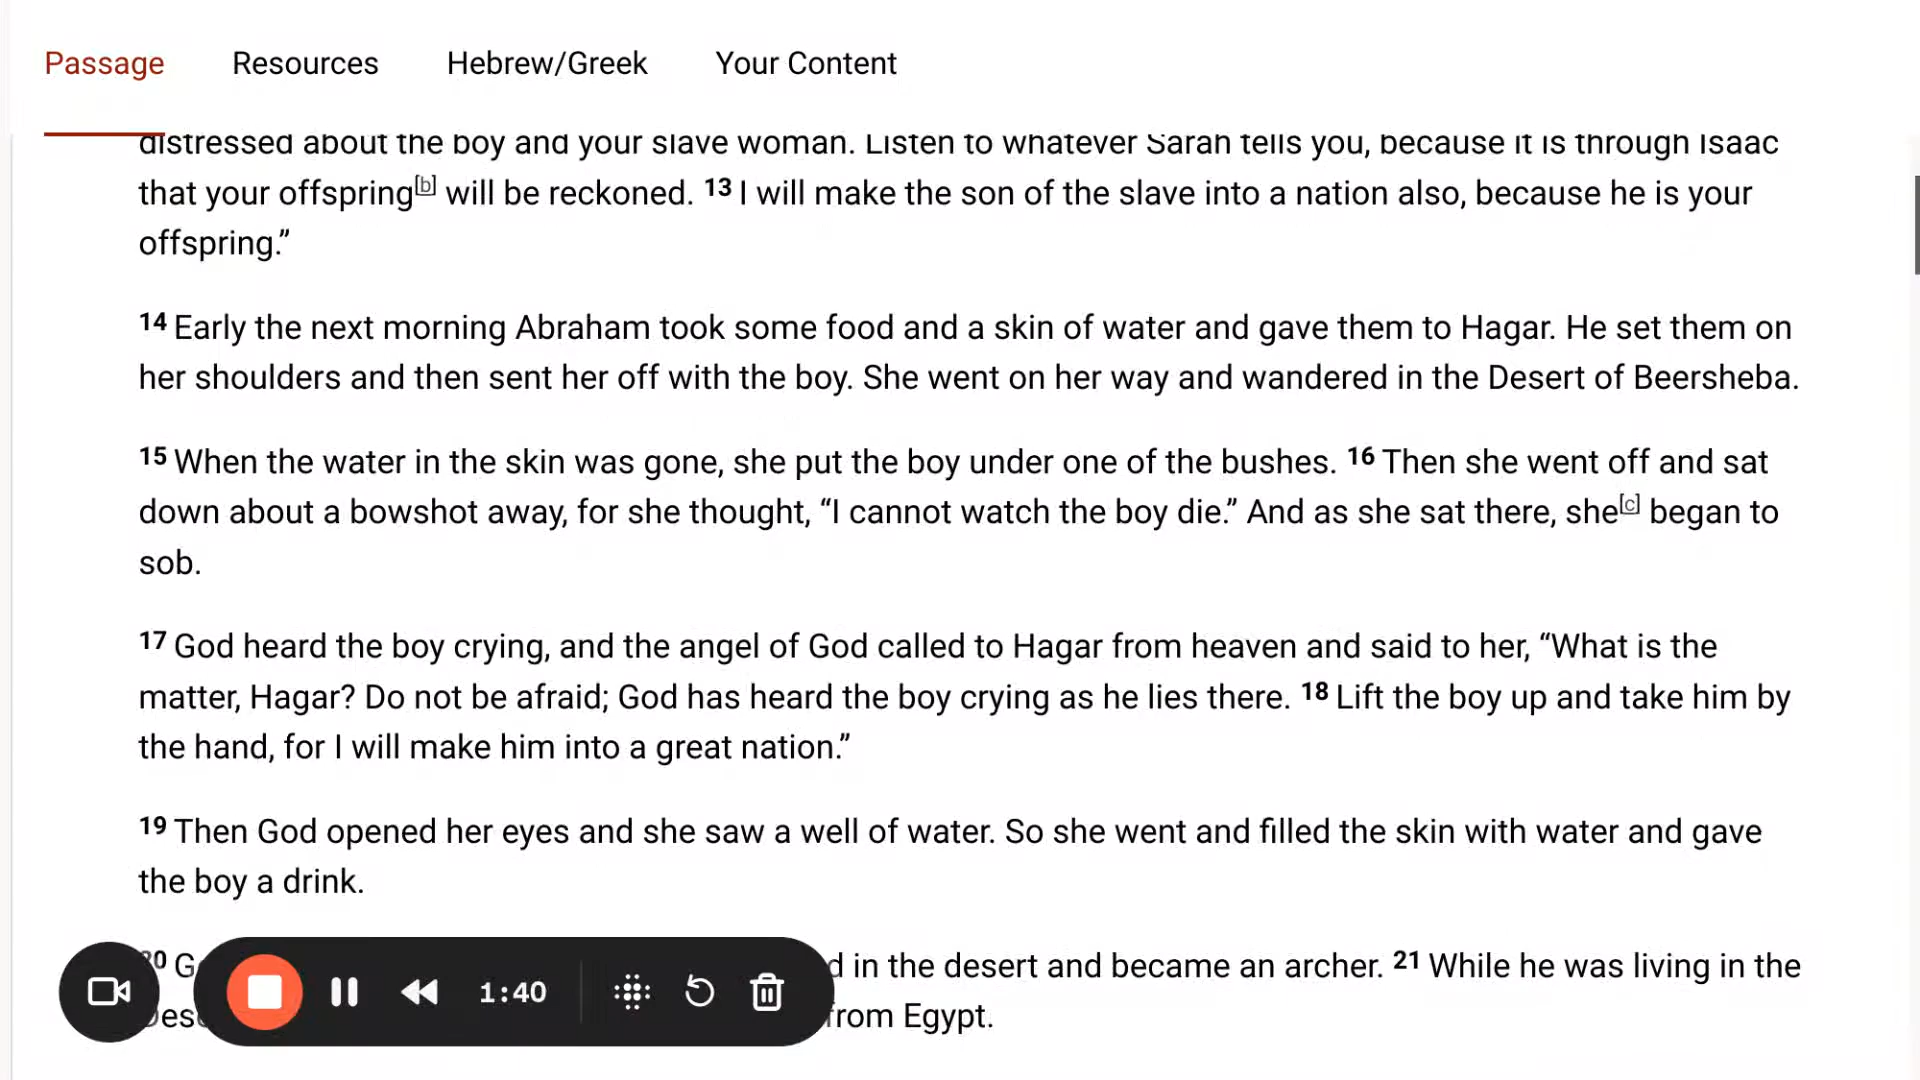 Passage Resources Hebrew/Greek Your Content
distressed about the boy and your slave woman. Listen to whatever Sarah tells you, because it is through Isaac
that your offspring[b] will be reckoned. 13 I will make the son of the slave into a nation also, because he is your
offspring.”
14 Early the next morning Abraham took some food and a skin of water and gave them to Hagar. He set them on
her shoulders and then sent her off with the boy. She went on her way and wandered in the Desert of Beersheba.
15 When the water in the skin was gone, she put the boy under one of the bushes. 16 Then she went off and sat
down about a bowshot away, for she thought, “I cannot watch the boy die.” And as she sat there, she[c] began to
sob.
17 God heard the boy crying, and the angel of God called to Hagar from heaven and said to her, “What is the
matter, Hagar? Do not be afraid; God has heard the boy crying as he lies there. 18 Lift the boy up and take him by
the hand, for I will make him into a great nation.”
19 Then God opened her eyes and she saw a well of water. So she went and filled the skin with water and gave
the boy a drink.
20 G d in the desert and became an archer. 21 While he was living in the
Des from Egypt.
1:40